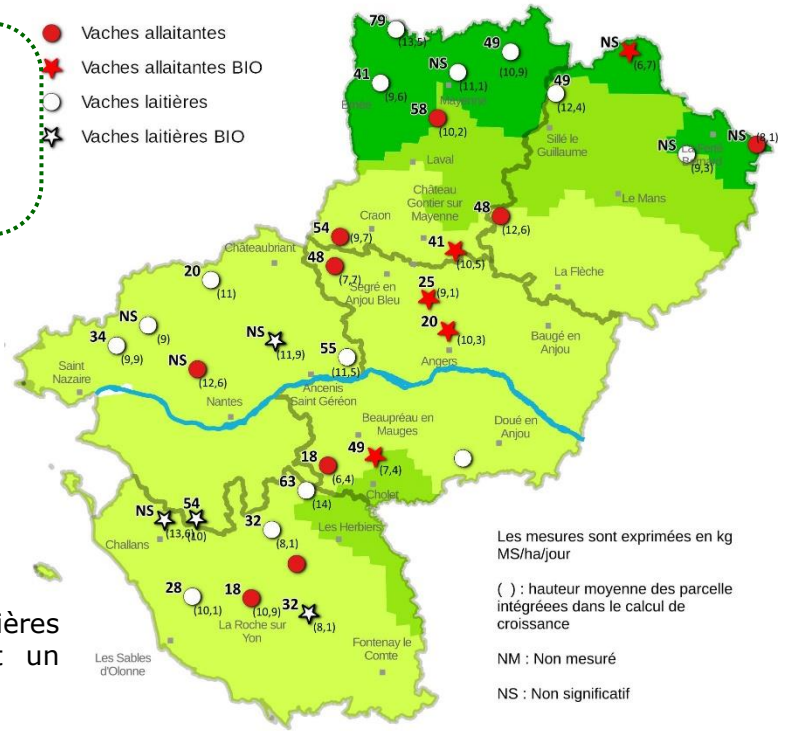 Vaches allaitantes
Vaches allaitantes BIO
Vaches laitières
Vaches laitières BIO
79
(13,5)
49
(10,9)
NS
(6,7)
41
(9,6)
NS
(11,1)
Mayenne
49
(12,4)
58
(10,2)
NS
(8,1)
NS
(9,3)
Sillé le
Guillaume
Laval
Le Mans
Château
Gontier sur
Mayenne
Craon
48
(12,6)
54
(9,7)
41
(10,5)
Châteaubriant
48
(7,7)
Segré en
Anjou Bleu
La Flèche
20
(11)
25
(9,1)
NS
(9)
20
(10,3)
Baugé en
Anjou
34
(9,9)
NS
(11,9)
55
(11,5)
Angers
Saint
Nazaire
NS
(12,6)
Nantes
Ancenis
Saint Géréon
Beaupréau en
Mauges
Doué en
Anjou
18
(6,4)
49
(7,4)
Cholet
63
(14)
NS
(13,6)
54
(10)
32
(8,1)
Les Herbiers
Challans
28
(10,1)
18
(10,9)
32
(8,1)
La Roche sur
Yon
Fontenay le
Comte
Les Sables
d'Olonne
ières
un
Les mesures sont exprimées en kg
MS/ha/jour
( ) : hauteur moyenne des parcelle
intégréees dans le calcul de
croissance
NM : Non mesuré
NS : Non significatif